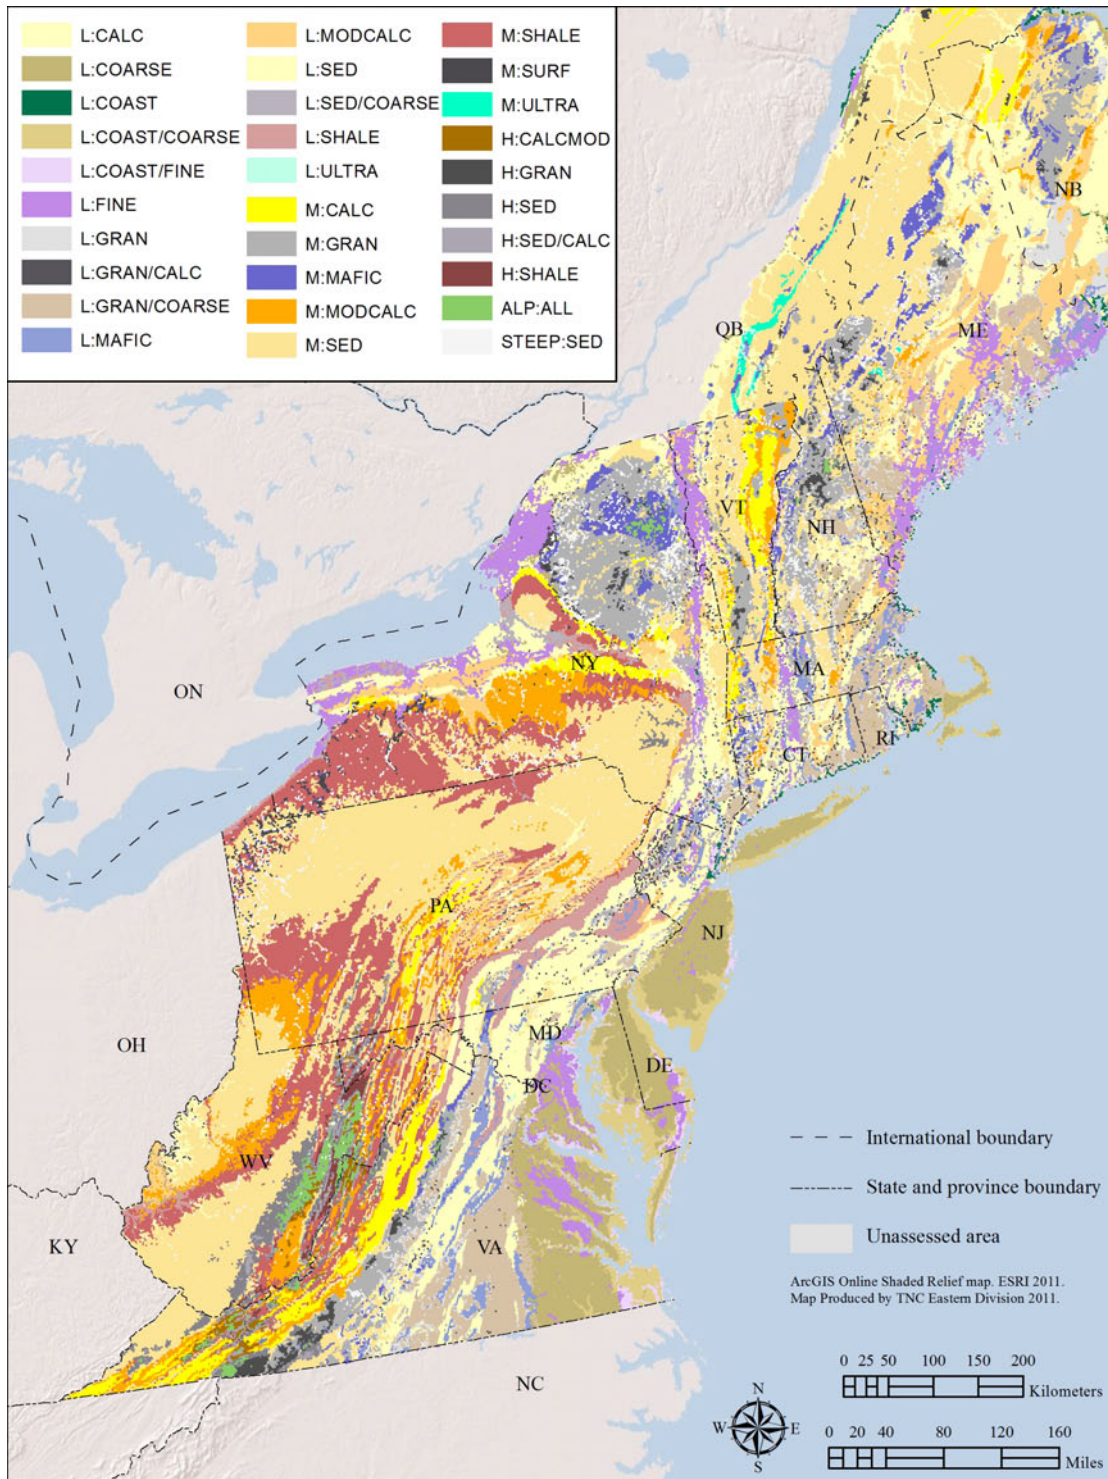 L:CALC
L:COARSE
L:COAST
L:COAST/COARSE
L:COAST/FINE
L:FINE
L:GRAN
L:GRAN/CALC
L:GRAN/COARSE
L:MAFIC
L:MODCALC
L:SED
L:SED/COARSE
L:SHALE
L:ULTRA
M:CALC
M:GRAN
M:MAFIC
M:MODCALC
M:SED
M:SHALE
M:SURF
M:ULTRA
H:CALCMOD
H:GRAN
H:SED
H:SED/CALC
H:SHALE
ALP:ALL
STEEP:SED
NB
QB
ME
VT
NH
NY
MA
ON
CT
RI
PA
NJ
OH
MD
DE
DC
WV
KY
VA
NC
International boundary
State and province boundary
Unassessed area
ArcGIS Online Shaded Relief map. ESRI 2011.
Map Produced by TNC Eastern Division 2011.
0 25 50 100 150 200
Kilometers
N
W E
S
0 20 40 80 120 160
Miles